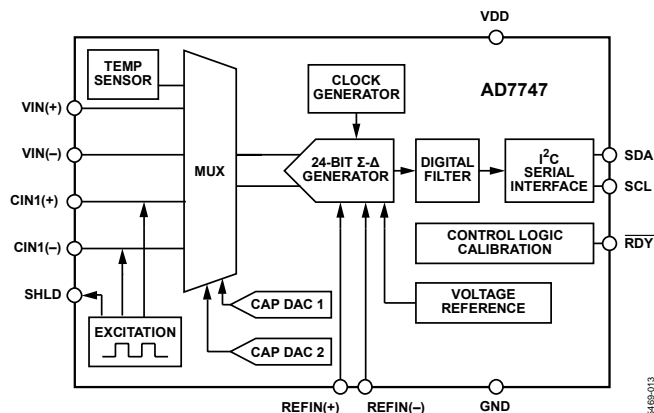 VDD
TEMP
SENSOR
CLOCK
GENERATOR
AD7747
VIN(+)
VIN(–)
CIN1(+)
CIN1(–)
SHLD
MUX
24-BIT Σ-Δ
GENERATOR
DIGITAL
FILTER
I²C
SERIAL
INTERFACE
SDA
SCL
CONTROL LOGIC
CALIBRATION
RDY
VOLTAGE
REFERENCE
EXCITATION
CAP DAC 1
CAP DAC 2
REFIN(+)
REFIN(–)
GND